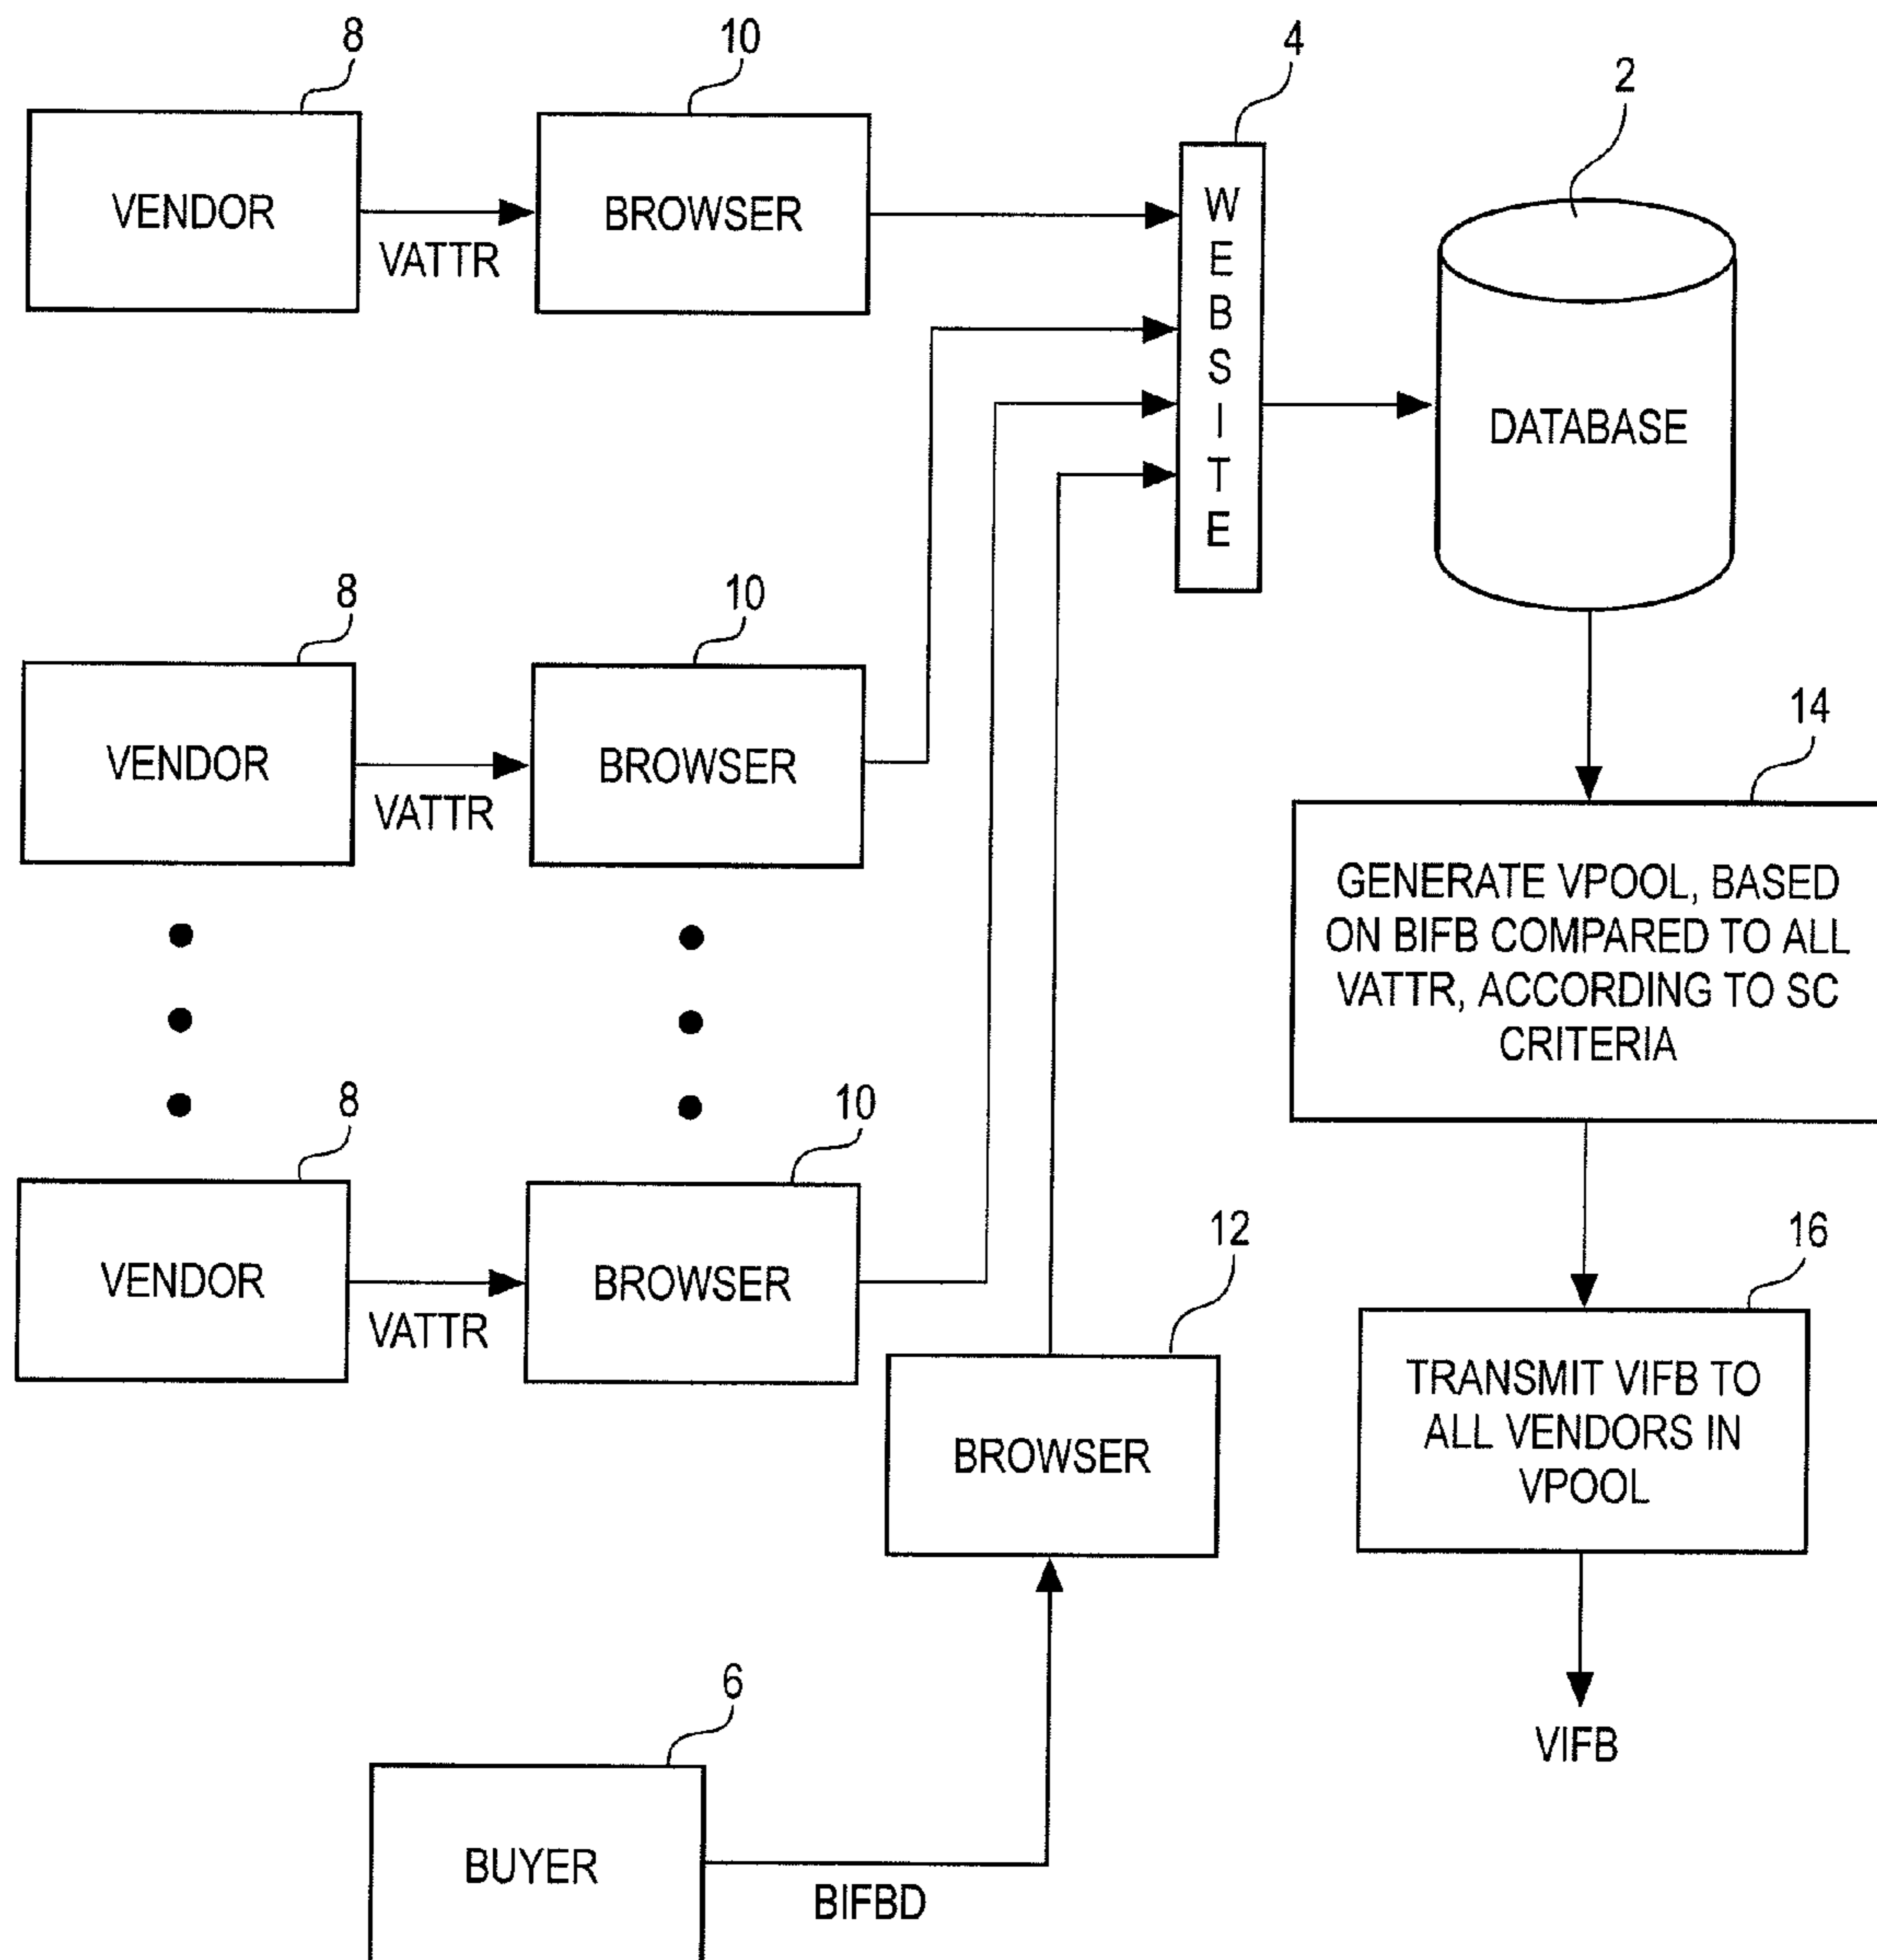 8
10
4
2
VENDOR
VATTR
BROWSER
WEBSITE
DATABASE
8
10
VENDOR
VATTR
BROWSER
14
GENERATE VPOOL, BASED
ON BIFB COMPARED TO ALL
VATTR, ACCORDING TO SC
CRITERIA
8
10
VENDOR
VATTR
BROWSER
12
BROWSER
16
TRANSMIT VIFB TO
ALL VENDORS IN
VPOOL
VIFB
6
BUYER
BIFBD